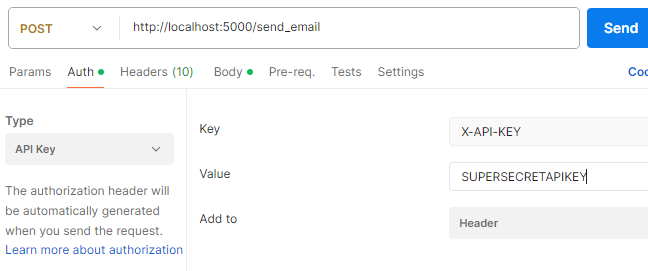 POST http://localhost:5000/send_email Send
Params Auth Headers (10) Body Pre-req. Tests Settings
Type
API Key
The authorization header will
be automatically generated
when you send the request.
Learn more about authorization
Key X-API-KEY
Value SUPERSECRETAPIKEY
Add to Header